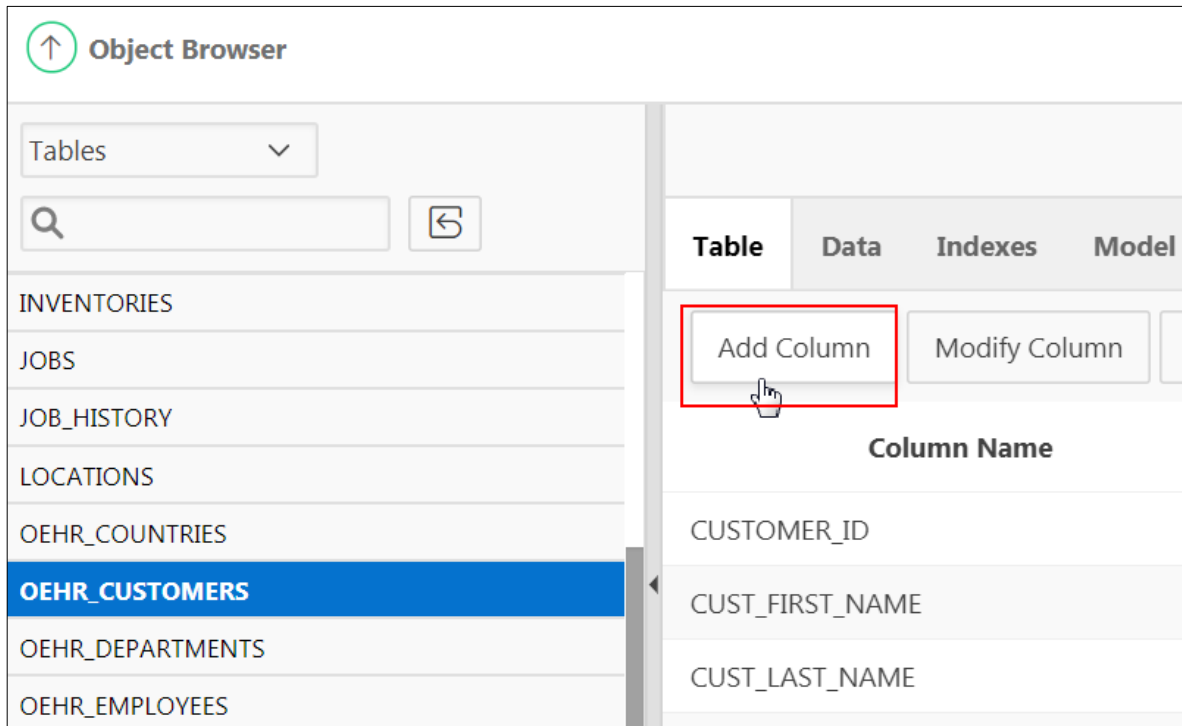 Object Browser
Tables
INVENTORIES
JOBS
JOB_HISTORY
LOCATIONS
OEHR_COUNTRIES
OEHR_CUSTOMERS
OEHR_DEPARTMENTS
OEHR_EMPLOYEES
Table Data Indexes Model
Add Column Modify Column
Column Name
CUSTOMER_ID
CUST_FIRST_NAME
CUST_LAST_NAME